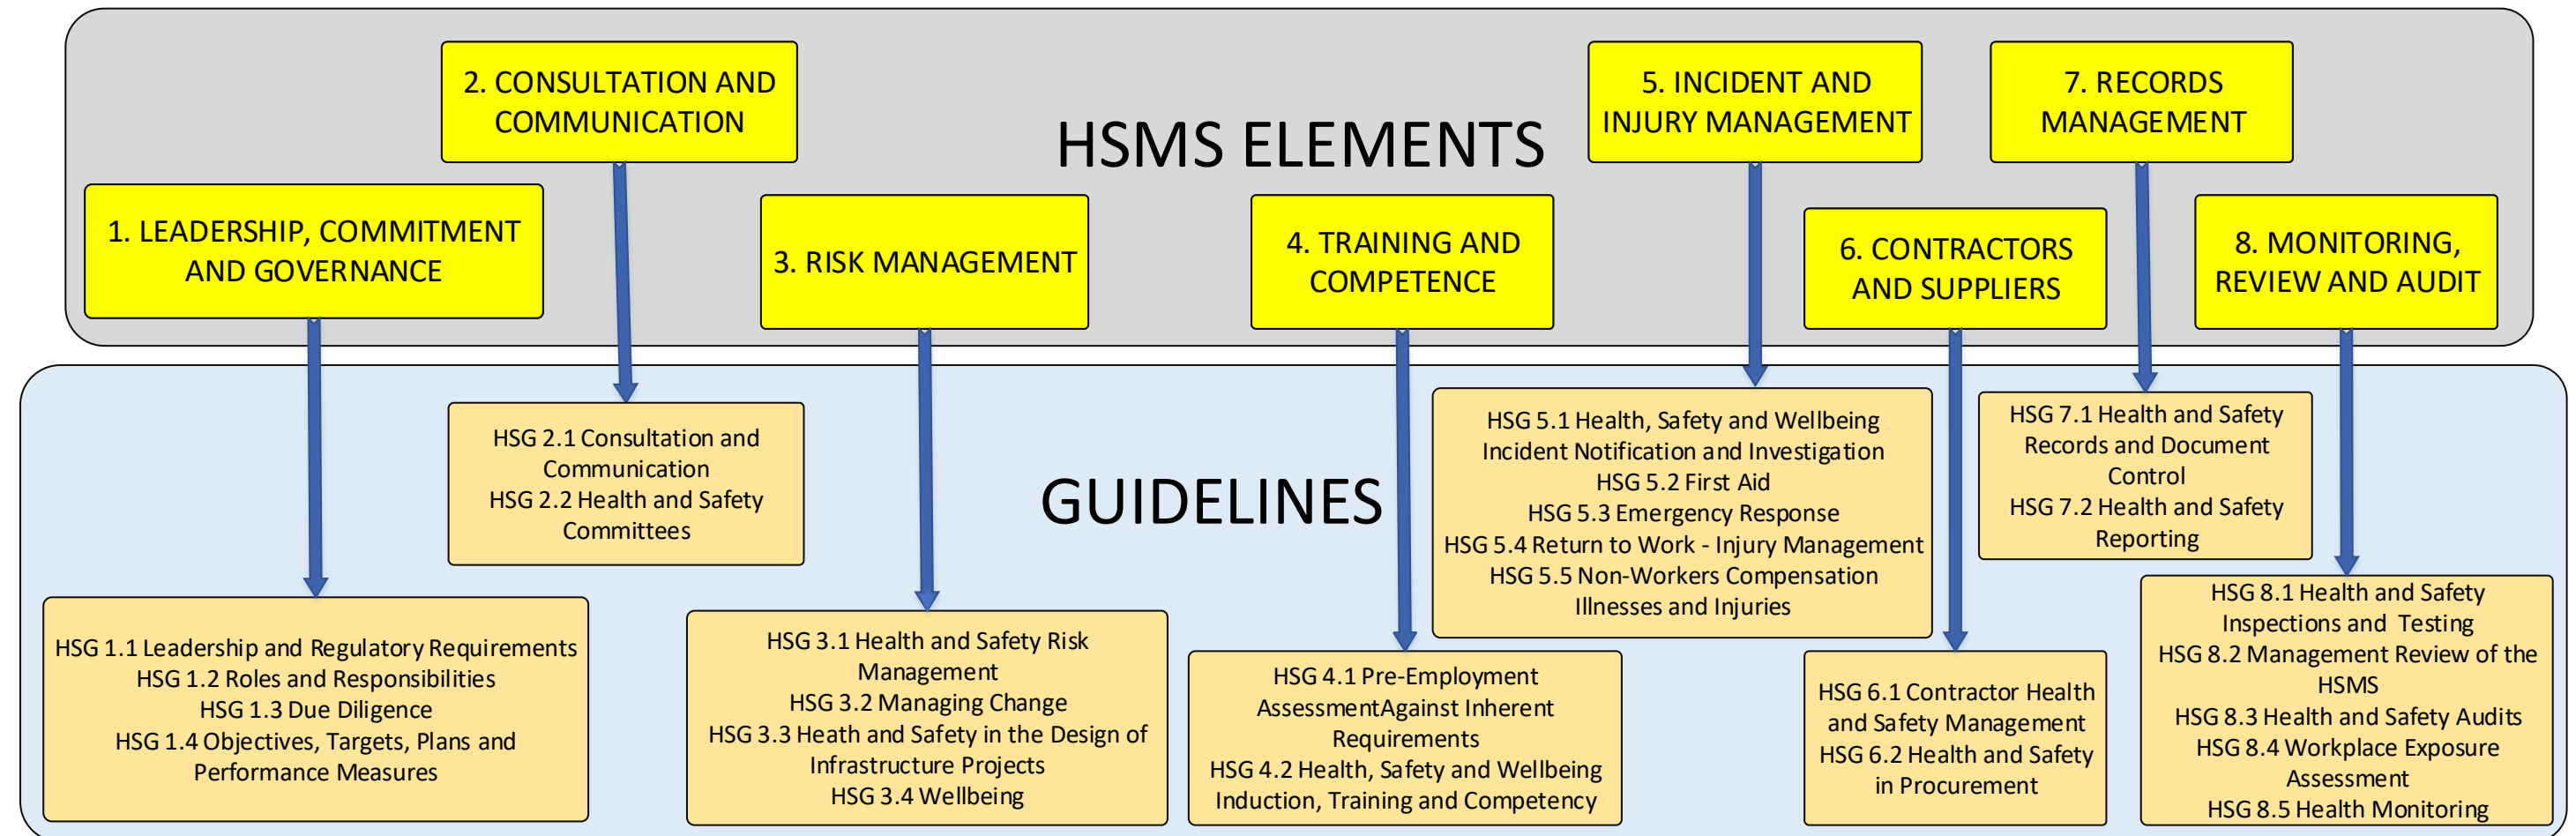 HSMS ELEMENTS
1. LEADERSHIP, COMMITMENT
AND GOVERNANCE
2. CONSULTATION AND
COMMUNICATION
3. RISK MANAGEMENT
4. TRAINING AND
COMPETENCE
5. INCIDENT AND
INJURY MANAGEMENT
6. CONTRACTORS
AND SUPPLIERS
7. RECORDS
MANAGEMENT
8. MONITORING,
REVIEW AND AUDIT
GUIDELINES
HSG 1.1 Leadership and Regulatory Requirements
HSG 1.2 Roles and Responsibilities
HSG 1.3 Due Diligence
HSG 1.4 Objectives, Targets, Plans and
Performance Measures
HSG 2.1 Consultation and
Communication
HSG 2.2 Health and Safety
Committees
HSG 3.1 Health and Safety Risk
Management
HSG 3.2 Managing Change
HSG 3.3 Heath and Safety in the Design of
Infrastructure Projects
HSG 3.4 Wellbeing
HSG 4.1 Pre-Employment
AssessmentAgainst Inherent
Requirements
HSG 4.2 Health, Safety and Wellbeing
Induction, Training and Competency
HSG 5.1 Health, Safety and Wellbeing
Incident Notification and Investigation
HSG 5.2 First Aid
HSG 5.3 Emergency Response
HSG 5.4 Return to Work - Injury Management
HSG 5.5 Non-Workers Compensation
Illnesses and Injuries
HSG 6.1 Contractor Health
and Safety Management
HSG 6.2 Health and Safety
in Procurement
HSG 7.1 Health and Safety
Records and Document
Control
HSG 7.2 Health and Safety
Reporting
HSG 8.1 Health and Safety
Inspections and Testing
HSG 8.2 Management Review of the
HSMS
HSG 8.3 Health and Safety Audits
HSG 8.4 Workplace Exposure
Assessment
HSG 8.5 Health Monitoring